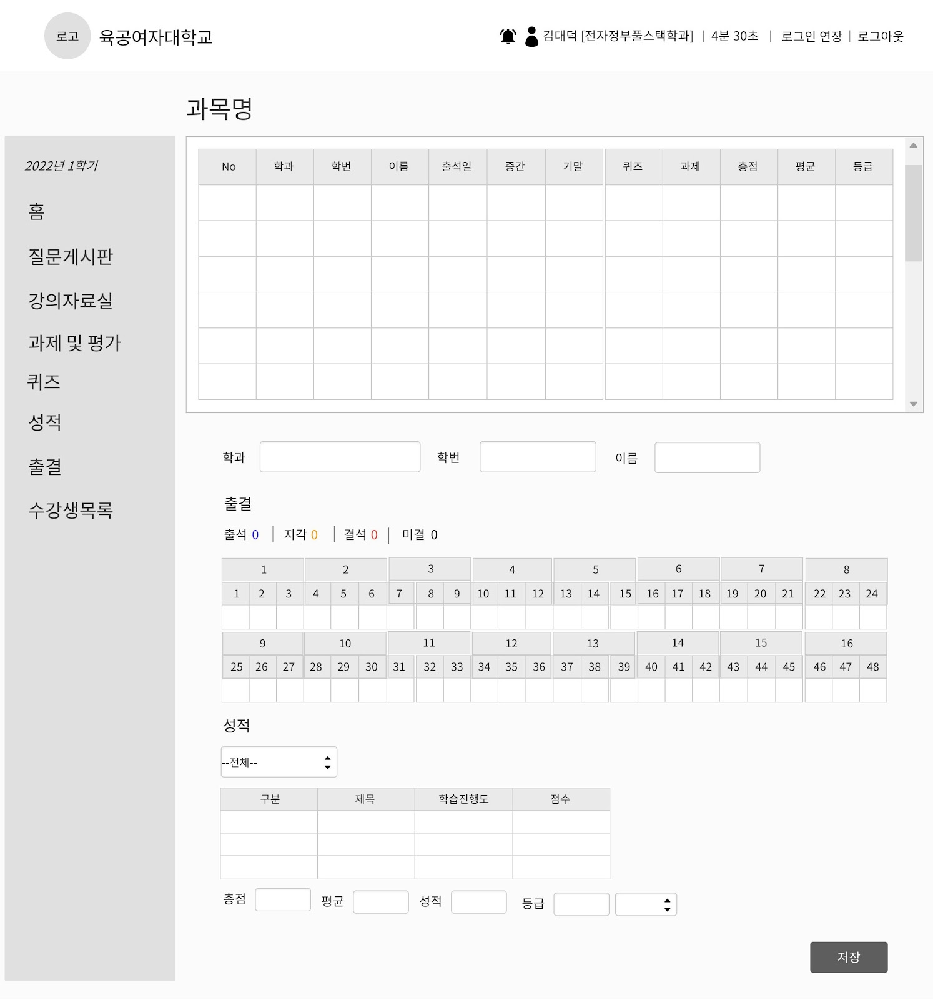 로고 육공여자대학교 김대덕 [전자정부풀스택학과] | 4분 30초 | 로그인 연장 | 로그아웃
과목명
2022년 1학기
홈
질문게시판
강의자료실
과제 및 평가
퀴즈
성적
출결
수강생목록
No 학과 학번 이름 출석일 중간 기말 퀴즈 과제 총점 평균 등급
학과 학번 이름
출결
출석 0 | 지각 0 | 결석 0 | 미결 0
1 2 3 4 5 6 7 8
1 2 3 4 5 6 7 8 9 10 11 12 13 14 15 16 17 18 19 20 21 22 23 24
9 10 11 12 13 14 15 16
25 26 27 28 29 30 31 32 33 34 35 36 37 38 39 40 41 42 43 44 45 46 47 48
성적
--전체--
구분 제목 학습진행도 점수
총점 평균 성적 등급
저장